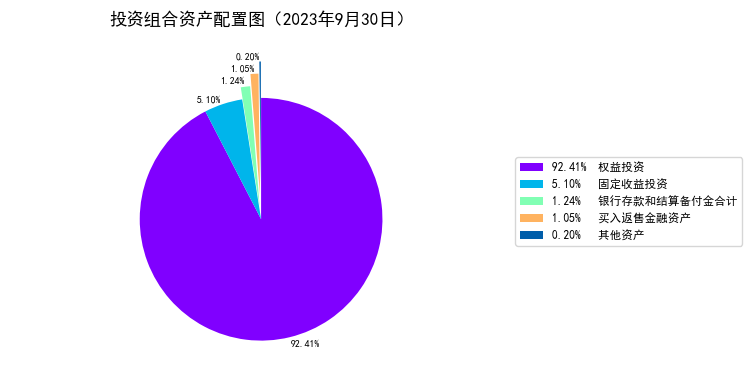 投资组合资产配置图（2023年9月30日）
0.20%
1.05%
1.24%
5.10%
92.41%
92.41% 权益投资
5.10% 固定收益投资
1.24% 银行存款和结算备付金合计
1.05% 买入返售金融资产
0.20% 其他资产